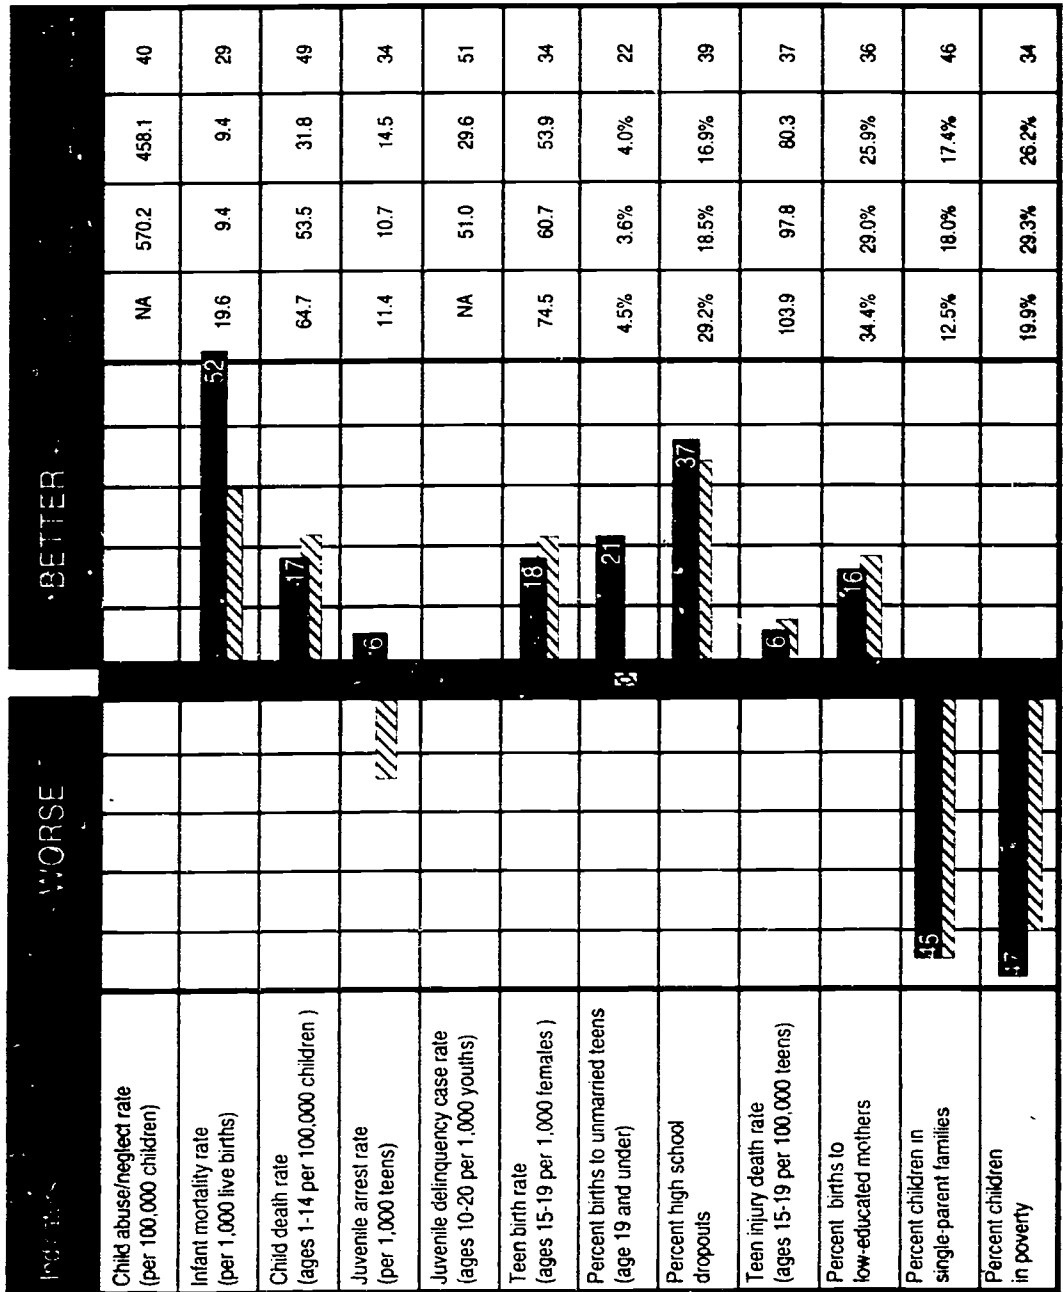 WORSE BETTER
Child abuse/neglect rate
(per 100,000 children) NA 570.2 458.1 40
Infant mortality rate
(per 1,000 live births) 52 19.6 9.4 9.4 29
Child death rate
(ages 1-14 per 100,000 children ) 17 64.7 53.5 31.8 49
Juvenile arrest rate
(per 1,000 teens) 6 11.4 10.7 14.5 34
Juvenile delinquency case rate
(ages 10-20 per 1,000 youths) NA 51.0 29.6 51
Teen birth rate
(ages 15-19 per 1,000 females ) 18 74.5 60.7 53.9 34
Percent births to unmarried teens
(age 19 and under) 0 21 4.5% 3.6% 4.0% 22
Percent high school
dropouts 37 29.2% 18.5% 16.9% 39
Teen injury death rate
(ages 15-19 per 100,000 teens) 6 103.9 97.8 80.3 37
Percent births to
low-educated mothers 16 34.4% 29.0% 25.9% 36
Percent children in
single-parent families 45 12.5% 18.0% 17.4% 46
Percent children
in poverty 47 19.9% 29.3% 26.2% 34